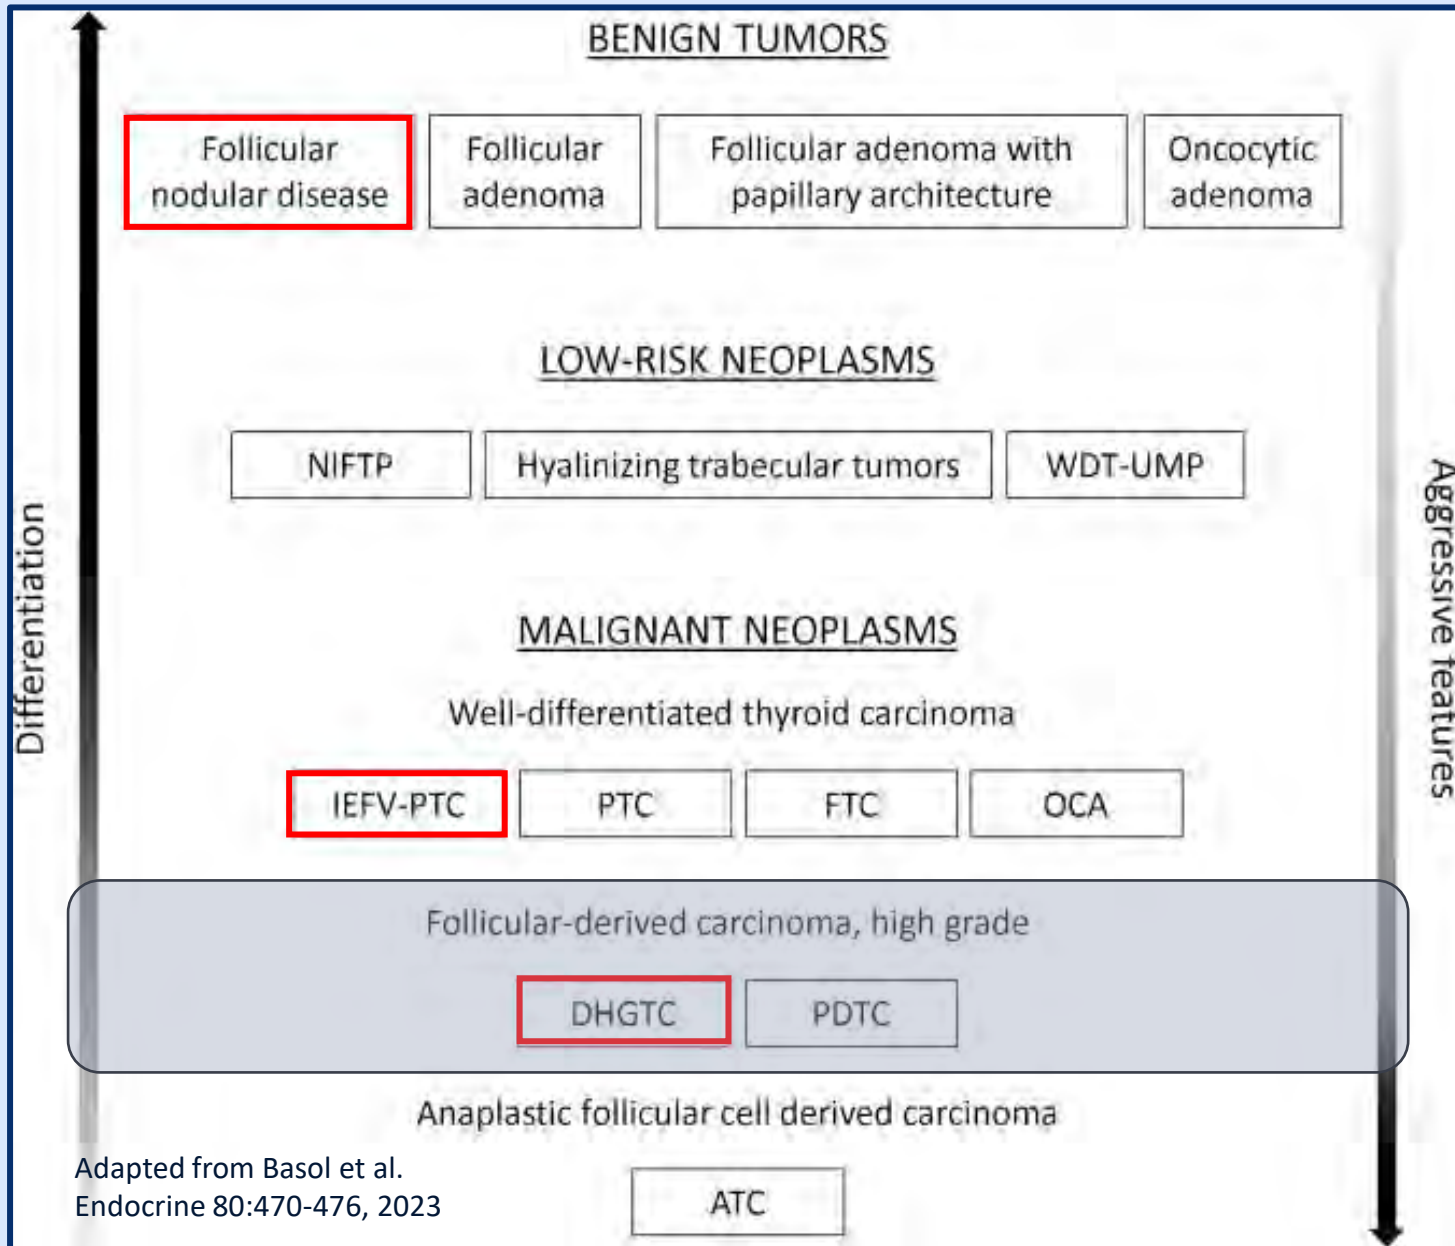 BENIGN TUMORS
Follicular
nodular disease
Follicular
adenoma
Follicular adenoma with
papillary architecture
Oncocytic
adenoma
LOW-RISK NEOPLASMS
NIFTP
Hyalinizing trabecular tumors
WDT-UMP
Differentiation
Aggressive features
MALIGNANT NEOPLASMS
Well-differentiated thyroid carcinoma
IEFV-PTC
PTC
FTC
OCA
Follicular-derived carcinoma, high grade
DHGTC
PDTC
Anaplastic follicular cell derived carcinoma
ATC
Adapted from Basol et al.
Endocrine 80:470-476, 2023